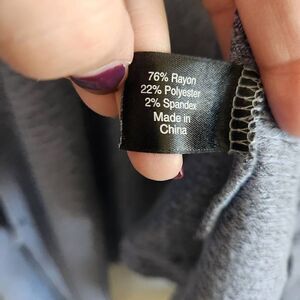 76% Rayon
22% Polyester
2% Spandex
Made in
China